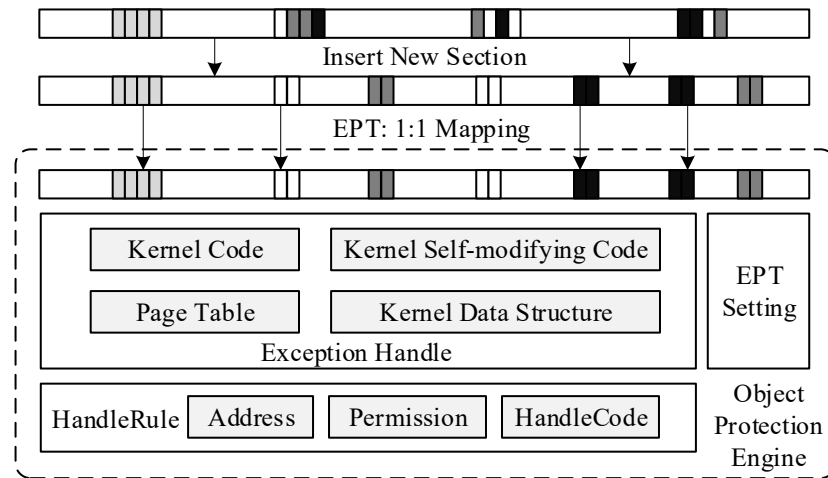 Insert New Section
EPT: 1:1 Mapping
Kernel Code
Kernel Self-modifying Code
Page Table
Kernel Data Structure
Exception Handle
EPT
Setting
HandleRule
Address
Permission
HandleCode
Object
Protection
Engine